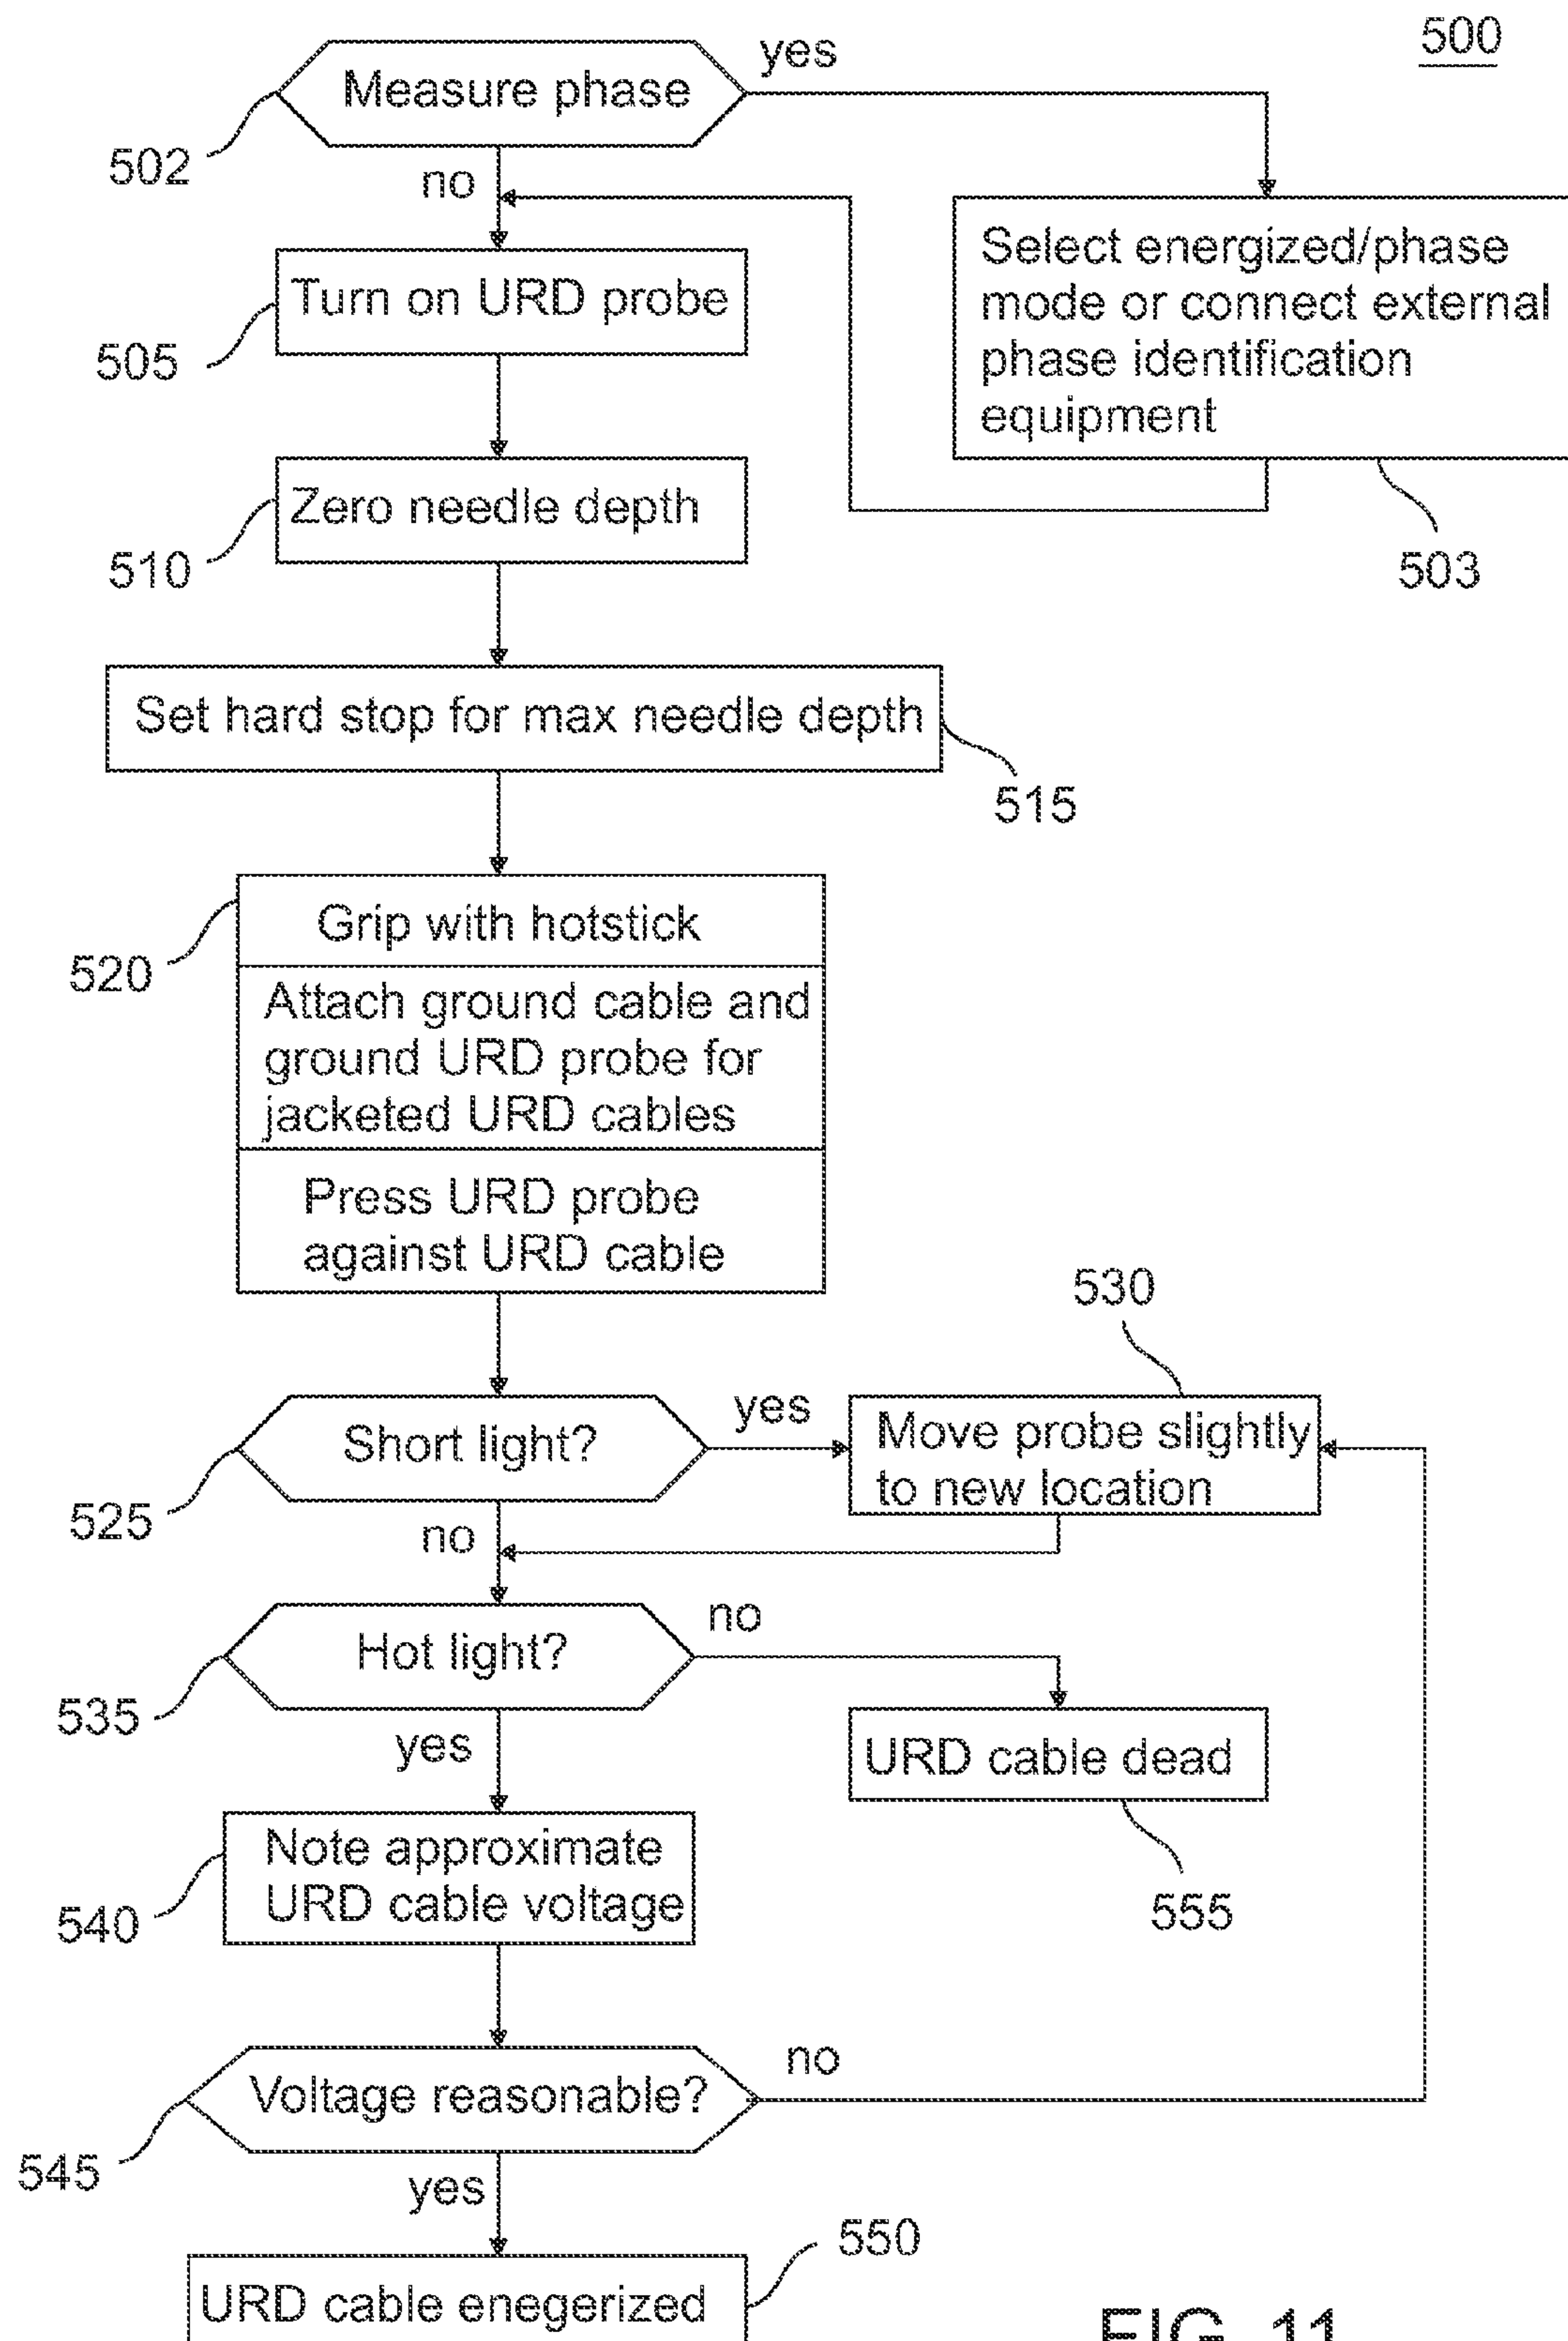 500
Measure phase
yes
502
no
Turn on URD probe
505
Select energized/phase
mode or connect external
phase identification
equipment
503
Zero needle depth
510
Set hard stop for max needle depth
515
Grip with hotstick
520
Attach ground cable and
ground URD probe for
jacketed URD cables
Press URD probe
against URD cable
530
Short light?
yes
Move probe slightly
to new location
525
no
Hot light?
no
535
yes
URD cable dead
555
Note approximate
URD cable voltage
540
Voltage reasonable?
no
545
yes
550
URD cable enegerized
FIG. 11